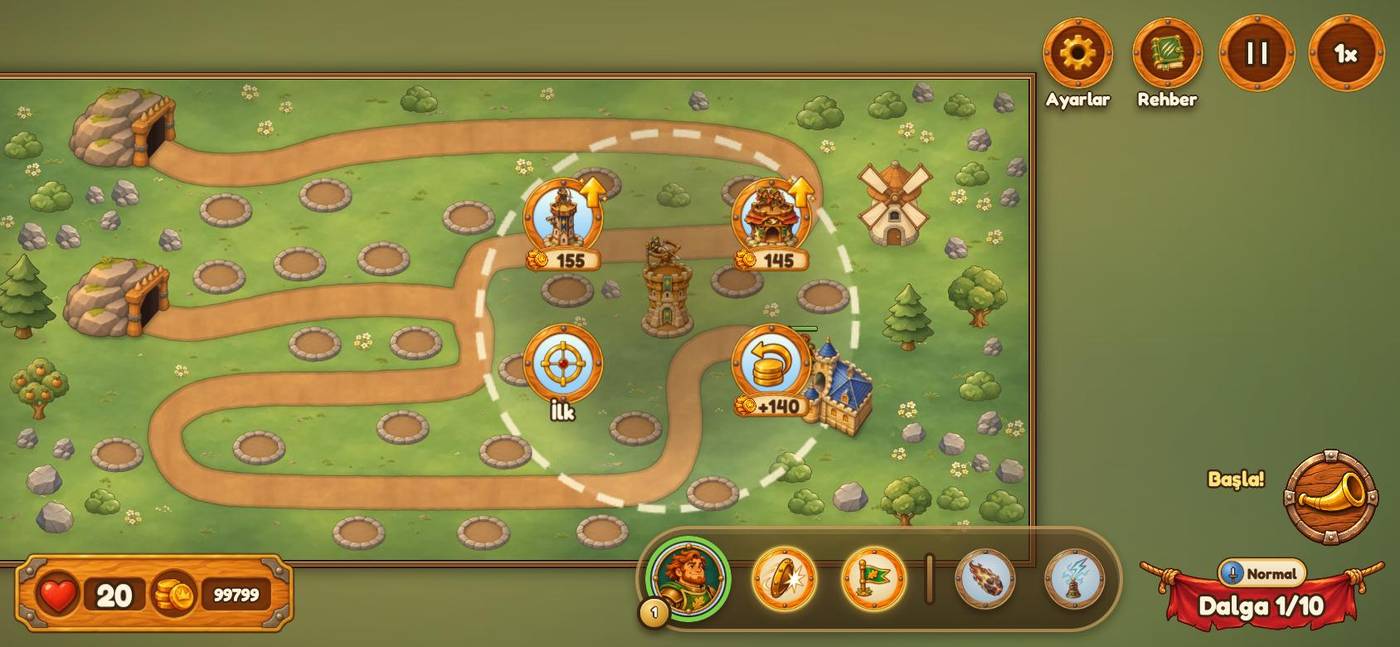 1x
Ayarlar
Rehber
155
145
İlk
+140
Başla!
20
99799
1
Normal
Dalga 1/10